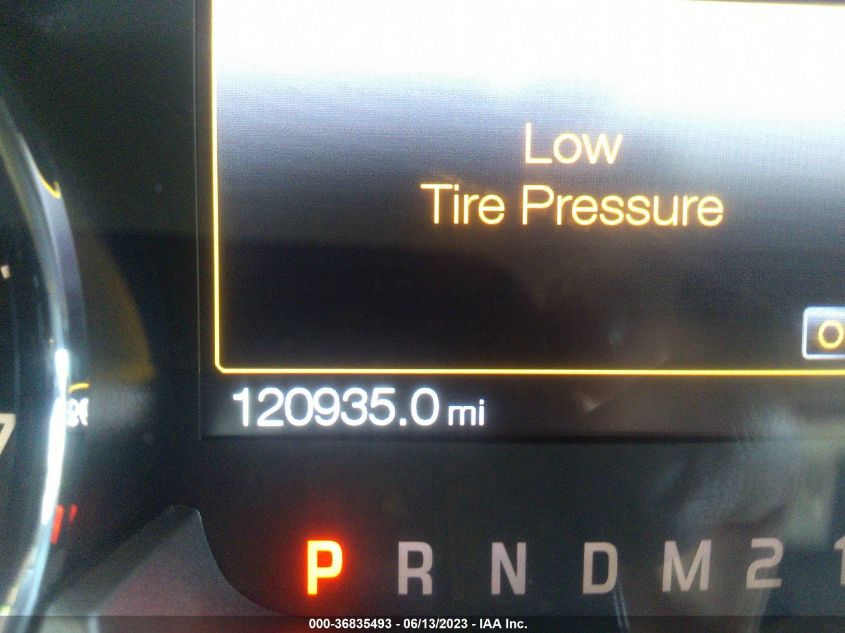 Low
Tire Pressure
120935.0 mi
P R N D M 2 1
000-36835493 - 06/13/2023 - IAA Inc.